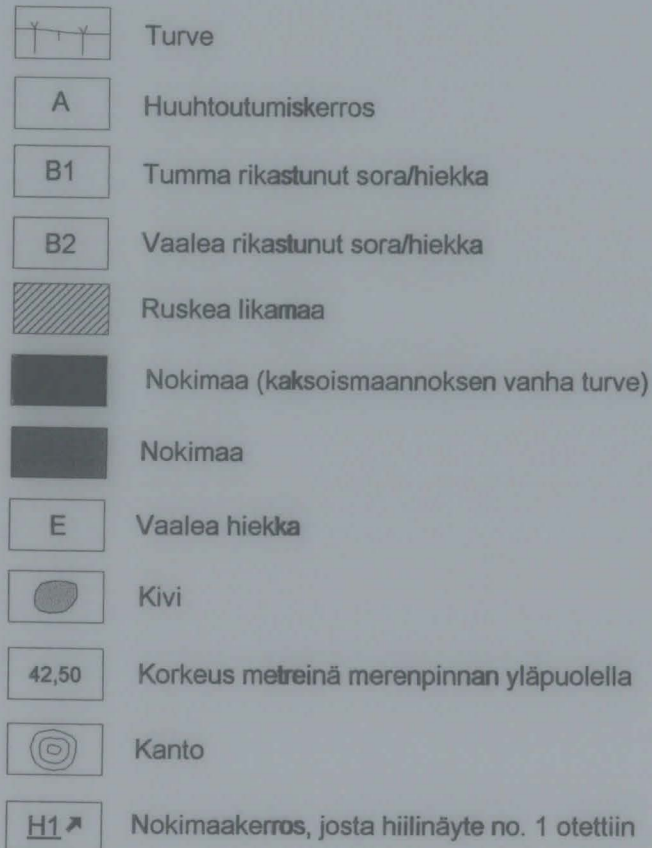 Turve
A Huuhtoutumiskerros
B1 Tumma rikastunut sora/hiekka
B2 Vaalea rikastunut sora/hiekka
Ruskea likamaa
Nokimaa (kaksoismaannoksen vanha turve)
Nokimaa
E Vaalea hiekka
Kivi
42,50 Korkeus metreinä merenpinnan yläpuolella
Kanto
H1 Nokimaakerros, josta hiilinäyte no. 1 otettiin